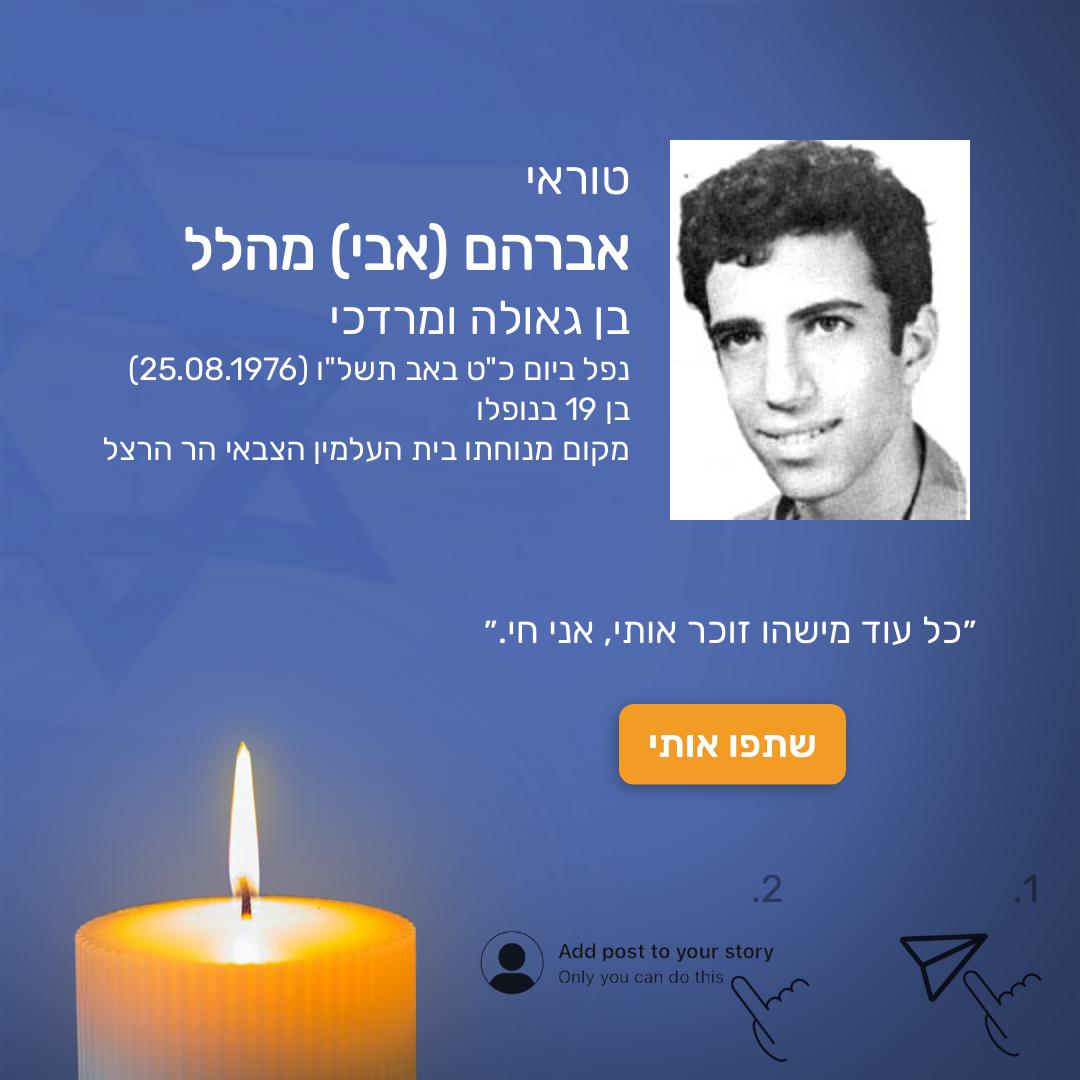 טוראי
אברהם (אבי) מהלל
בן גאולה ומרדכי
נפל ביום כ"ט באב תשל"ו (25.08.1976)
בן 19 בנופלו
מקום מנוחתו בית העלמין הצבאי הר הרצל
״כל עוד מישהו זוכר אותי, אני חי.״
שתפו אותי
.1
.2
Add post to your story
Only you can do this